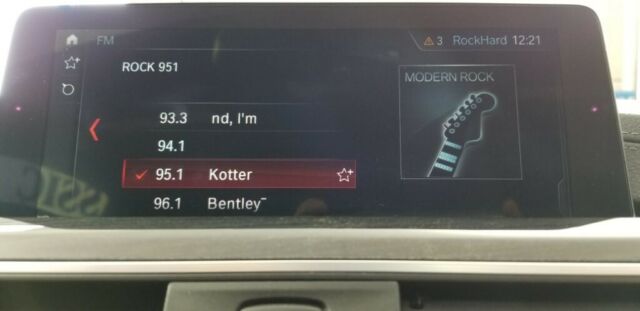 FM 3 RockHard 12:21
ROCK 951
MODERN ROCK
93.3 nd, I'm
94.1
95.1 Kotter
96.1 Bentley